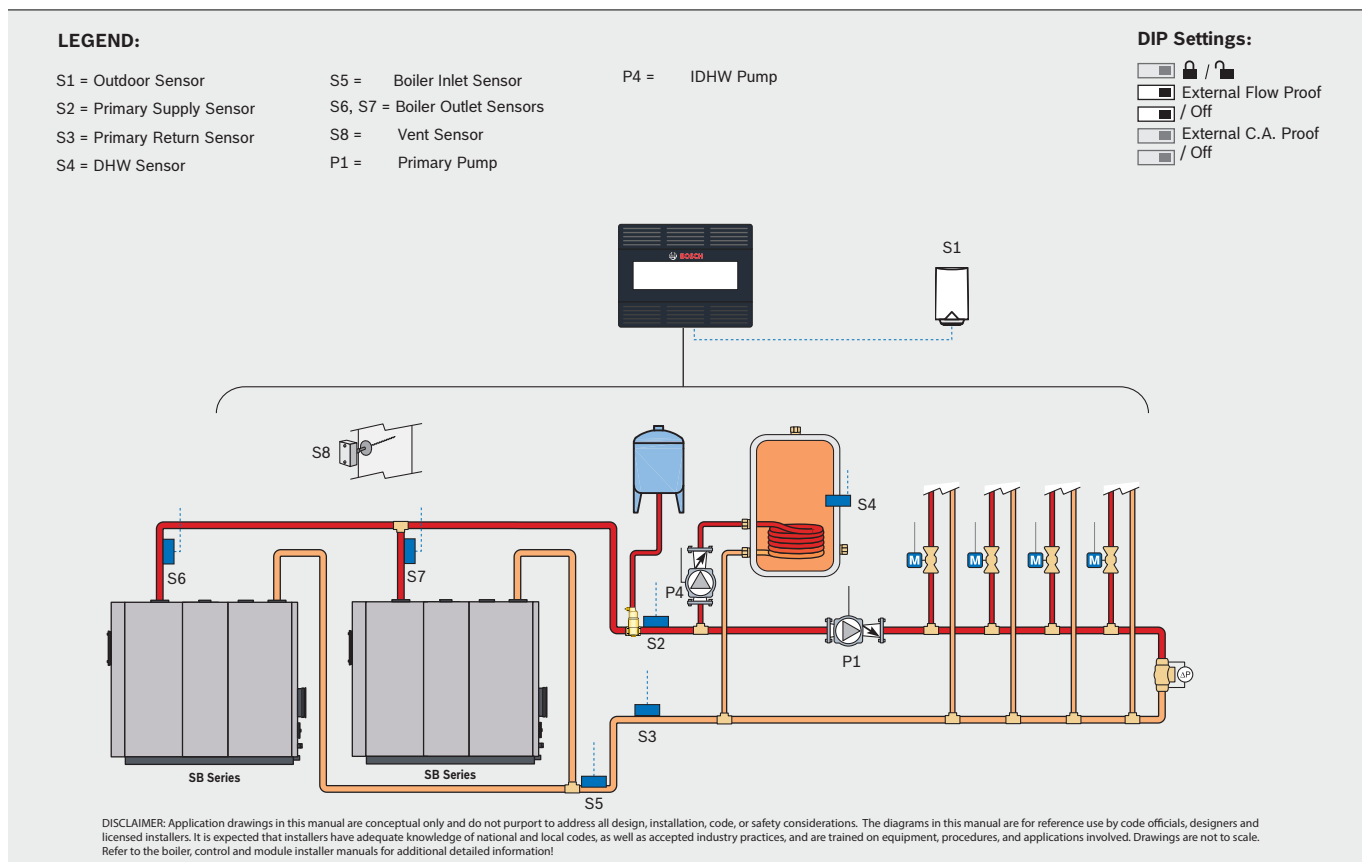 LEGEND:
S1 = Outdoor Sensor
S2 = Primary Supply Sensor
S3 = Primary Return Sensor
S4 = DHW Sensor
S5 = Boiler Inlet Sensor
S6, S7 = Boiler Outlet Sensors
S8 = Vent Sensor
P1 = Primary Pump
P4 = IDHW Pump
DIP Settings:
/
External Flow Proof
/ Off
External C.A. Proof
/ Off
BOSCH
S1
S8
S4
S6
S7
P4
M
M
M
M
S2
P1
ΔP
S3
SB Series
SB Series
S5
DISCLAIMER: Application drawings in this manual are conceptual only and do not purport to address all design, installation, code, or safety considerations. The diagrams in this manual are for reference use by code officials, designers and
licensed installers. It is expected that installers have adequate knowledge of national and local codes, as well as accepted industry practices, and are trained on equipment, procedures, and applications involved. Drawings are not to scale.
Refer to the boiler, control and module installer manuals for additional detailed information!